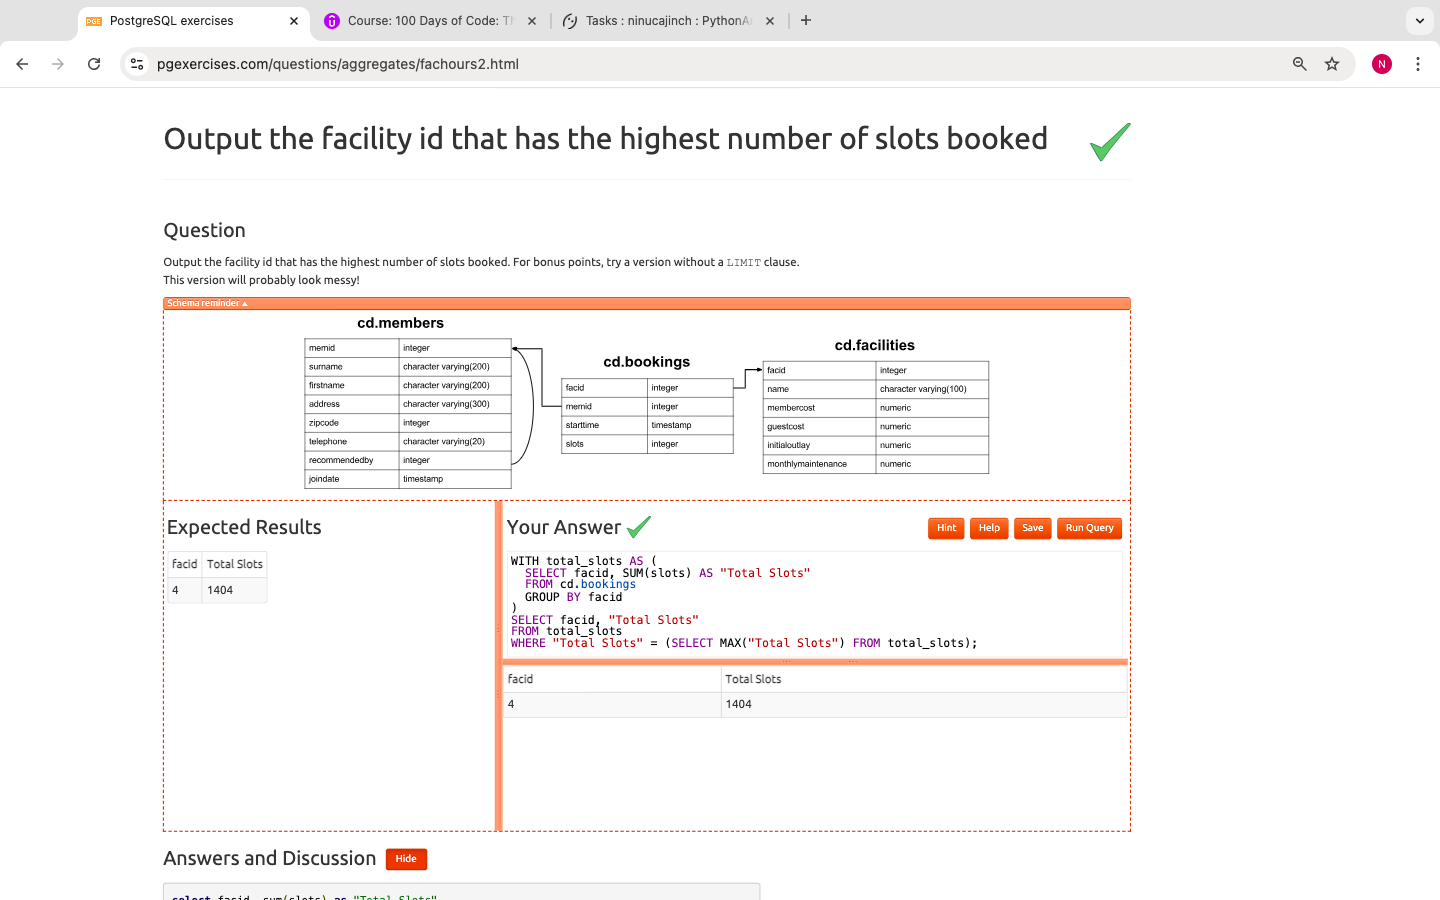 PostgreSQL exercises
Course: 100 Days of Code: Th
Tasks : ninucajinch : PythonA
pgexercises.com/questions/aggregates/fachours2.html
N
Output the facility id that has the highest number of slots booked
Question
Output the facility id that has the highest number of slots booked. For bonus points, try a version without a LIMIT clause.
This version will probably look messy!
Schema reminder ▴
cd.members
memid integer
surname character varying(200)
firstname character varying(200)
address character varying(300)
zipcode integer
telephone character varying(20)
recommendedby integer
joindate timestamp
cd.bookings
facid integer
memid integer
starttime timestamp
slots integer
cd.facilities
facid integer
name character varying(100)
membercost numeric
guestcost numeric
initialoutlay numeric
monthlymaintenance numeric
Expected Results
facid Total Slots
4 1404
Your Answer
Hint Help Save Run Query
WITH total_slots AS (
  SELECT facid, SUM(slots) AS "Total Slots"
  FROM cd.bookings
  GROUP BY facid
)
SELECT facid, "Total Slots"
FROM total_slots
WHERE "Total Slots" = (SELECT MAX("Total Slots") FROM total_slots);
facid Total Slots
4 1404
Answers and Discussion Hide
select facid, sum(slots) as "Total Slots"